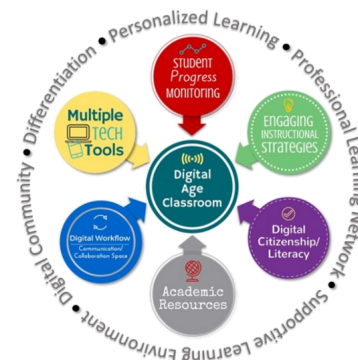 Digital Community • Differentiation • Personalized Learning • Professional Learning Network • Supportive Learning Environment •
STUDENT
Progress
MONITORING
Multiple
TECH
Tools
ENGAGING
INSTRUCTIONAL
STRATEGIES
Digital
Age
Classroom
Digital Workflow
Communication/
Collaboration Space
Digital
Citizenship/
Literacy
Academic
Resources